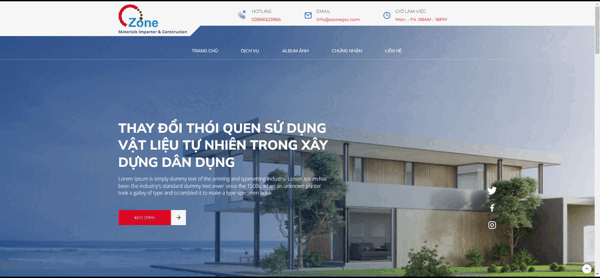 Zone
Materials Importer & Construction
HOTLINE
02866525966
EMAIL
info@ozonejsc.com
GIỜ LÀM VIỆC
Mon - Fri: 08AM - 18PM
TRANG CHỦ
DỊCH VỤ
ALBUM ẢNH
CHỨNG NHẬN
LIÊN HỆ
THAY ĐỔI THÓI QUEN SỬ DỤNG
VẬT LIỆU TỰ NHIÊN TRONG XÂY
DỰNG DÂN DỤNG
Lorem Ipsum is simply dummy text of the printing and typesetting industry. Lorem Ipsum has
been the industry's standard dummy text ever since the 1500s, when an unknown printer
took a galley of type and scrambled it to make a type specimen book.
XEM THÊM